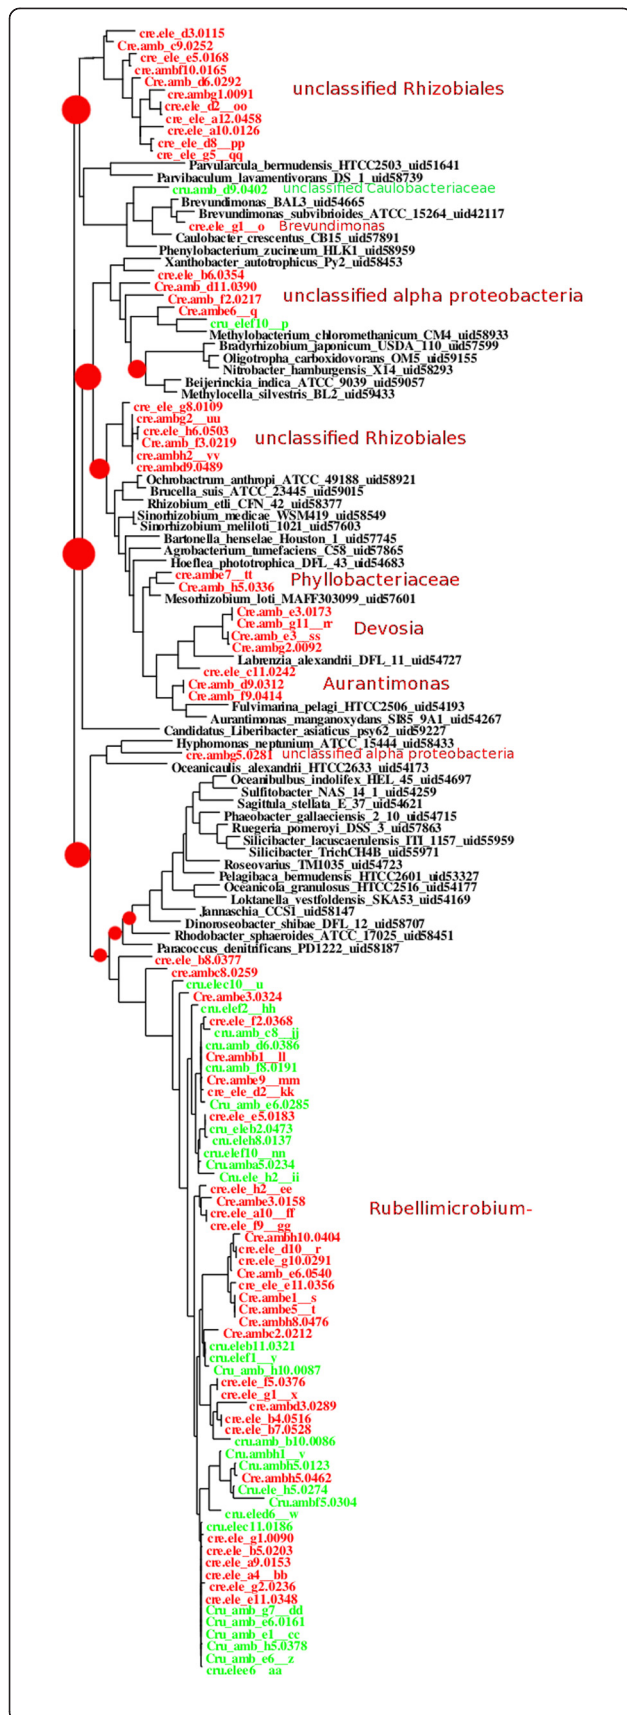 cre.ele_d3.0115
Cre.amb_c9.0252
cre_ele_e5.0168
cre.ambf10.0165
Cre.amb_d6.0292
unclassified Rhizobiales
cre.ambg1.0091
cre.ele_d2__oo
cre_ele_a12.0458
cre.ele_a10.0126
cre_ele_d8__pp
cre_ele_g5__qq
Parvularcula_bermudensis_HTCC2503_uid51641
Parvibaculum_lavamentivorans_DS_1_uid58739
cru.amb_d9.0402 unclassified Caulobacteriaceae
Brevundimonas_BAL3_uid54665
Brevundimonas_subvibrioides_ATCC_15264_uid42117
cre.ele_g1__o Brevundimonas
Caulobacter_crescentus_CB15_uid57891
Phenylobacterium_zucineum_HLK1_uid58959
Xanthobacter_autotrophicus_Py2_uid58453
cre.ele_b6.0354
Cre.amb_d11.0390
Cre.amb_f2.0217 unclassified alpha proteobacteria
Cre.ambe6__q
cru_elef10__p
Methylobacterium_chloromethanicum_CM4_uid58933
Bradyrhizobium_japonicum_USDA_110_uid57599
Oligotropha_carboxidovorans_OM5_uid59155
Nitrobacter_hamburgensis_X14_uid58293
Beijerinckia_indica_ATCC_9039_uid59057
Methylocella_silvestris_BL2_uid59433
cre_ele_g8.0109
cre.ambg2__uu
cre.ele_h6.0503
Cre.amb_f3.0219 unclassified Rhizobiales
cre.ambh2__vv
cre.ambd9.0489
Ochrobactrum_anthropi_ATCC_49188_uid58921
Brucella_suis_ATCC_23445_uid59015
Rhizobium_etli_CFN_42_uid58377
Sinorhizobium_medicae_WSM419_uid58549
Sinorhizobium_meliloti_1021_uid57603
Bartonella_henselae_Houston_1_uid57745
Agrobacterium_tumefaciens_C58_uid57865
Hoeflea_phototrophica_DFL_43_uid54683
cre.ambe7__tt Phyllobacteriaceae
Cre.amb_h5.0336
Mesorhizobium_loti_MAFF303099_uid57601
Cre.amb_e3.0173
Cre.amb_g11__rr
Devosia
Cre.amb_e3__ss
Cre.ambg2.0092
Labrenzia_alexandrii_DFL_11_uid54727
cre.ele_c11.0242
Cre.amb_d9.0312 Aurantimonas
Cre.amb_f9.0414
Fulvimarina_pelagi_HTCC2506_uid54193
Aurantimonas_manganoxydans_SI85_9A1_uid54267
Candidatus_Liberibacter_asiaticus_psy62_uid59227
Hyphomonas_neptunium_ATCC_15444_uid58433
cre.ambg5.0281 unclassified alpha proteobacteria
Oceanicaulis_alexandrii_HTCC2633_uid54173
Oceanibulbus_indolifex_HEL_45_uid54697
Sulfitobacter_NAS_14_1_uid54259
Sagittula_stellata_E_37_uid54621
Phaeobacter_gallaeciensis_2_10_uid54715
Ruegeria_pomeroyi_DSS_3_uid57863
Silicibacter_lacuscaerulensis_ITI_1157_uid55959
Silicibacter_TrichCH4B_uid55971
Roseovarius_TM1035_uid54723
Pelagibaca_bermudensis_HTCC2601_uid53327
Oceanicola_granulosus_HTCC2516_uid54177
Loktanella_vestfoldensis_SKA53_uid54169
Jannaschia_CCS1_uid58147
Dinoroseobacter_shibae_DFL_12_uid58707
Rhodobacter_sphaeroides_ATCC_17025_uid58451
Paracoccus_denitrificans_PD1222_uid58187
cre.ele_b8.0377
cre.ambc8.0259
cru.elec10__u
Cre.ambe3.0324
cru.elef2__hh
cre.ele_f2.0368
cru.amb_c8__jj
cru.amb_d6.0386
Cre.ambb1__ll
cru.amb_f8.0191
Cre.ambe9__mm
cre_ele_d2__kk
Cru_amb_e6.0285
cre.ele_e5.0183
cru_eleb2.0473
cru.eleh8.0137
cru.elef10__nn
Cru.amba5.0234
Cru.ele_h2__ii
cre.ele_h2__ee
Cre.ambe3.0158
cre.ele_a10__ff
Rubellimicrobium-
cre.ele_f9__gg
Cre.ambh10.0404
cre.ele_d10__r
cre.ele_g10.0291
Cre.amb_e6.0540
cre_ele_e11.0356
Cre.ambe1__s
Cre.ambe5__t
Cre.ambh8.0476
Cre.ambc2.0212
cru.eleb11.0321
cru.elef1__y
Cru_amb_h10.0087
cre.ele_f5.0376
cre.ele_g1__x
cre.ambd3.0289
cre.ele_b4.0516
cre.ele_b7.0528
cru.amb_b10.0086
Cru.ambh1__v
Cru.ambh5.0123
Cre.ambh5.0462
Cru.ele_h5.0274
Cru.ambf5.0304
cru.eled6__w
cru.elec11.0186
cre.ele_g1.0090
cre.ele_b5.0203
cre.ele_a9.0153
cre.ele_a4__bb
cre.ele_g2.0236
cre.ele_e11.0348
Cru_amb_g7__dd
Cru_amb_e6.0161
Cru_amb_e1__cc
Cru_amb_h5.0378
Cru_amb_e6__z
cru.elee6__aa